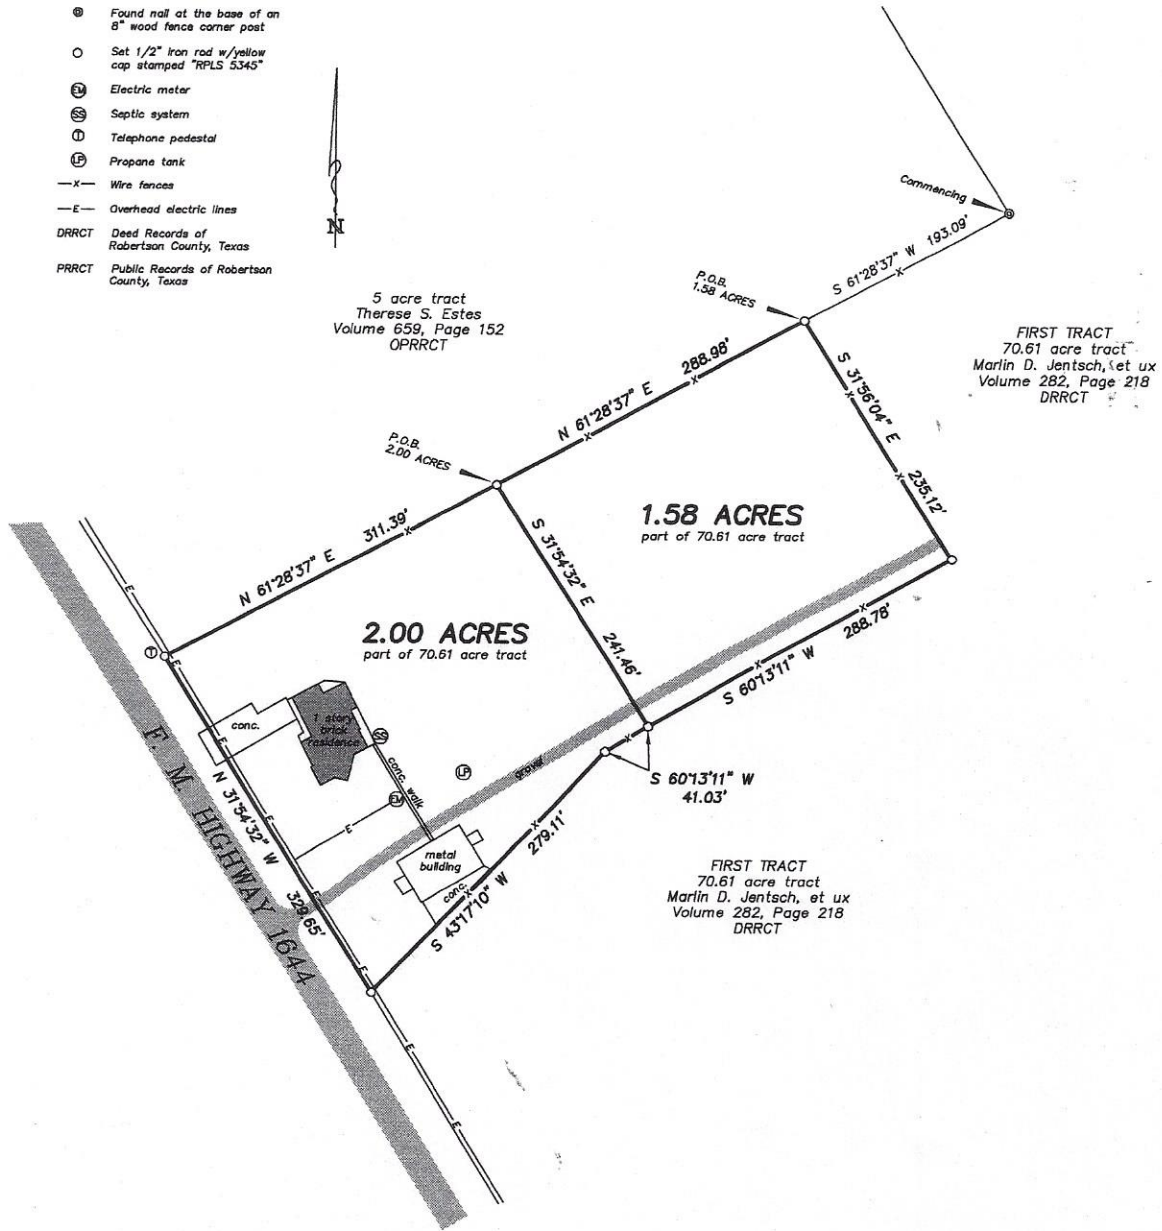 Found nail at the base of an
8" wood fence corner post
Set 1/2" iron rod w/yellow
cap stamped "RPLS 5345"
EM Electric meter
SS Septic system
T Telephone pedestal
LP Propane tank
—x— Wire fences
—E— Overhead electric lines
DRRCT Deed Records of
Robertson County, Texas
PRRCT Public Records of Robertson
County, Texas
N
Commencing
S 61°28'37" W 193.09'
5 acre tract
Therese S. Estes
Volume 659, Page 152
OPRRCT
P.O.B.
1.58 ACRES
FIRST TRACT
70.61 acre tract
Marlin D. Jentsch, et ux
Volume 282, Page 218
DRRCT
N 61°28'37" E 288.98'
S 31°56'04" E 235.12'
P.O.B.
2.00 ACRES
1.58 ACRES
part of 70.61 acre tract
N 61°28'37" E 311.39'
S 31°54'32" E 241.46'
2.00 ACRES
part of 70.61 acre tract
S 60°13'11" W 288.78'
T
E
conc.
1 story
brick
residence
SS
E
conc. walk
LP
gravel
EM
E
E
S 60°13'11" W
41.03'
F. M. HIGHWAY 1644
N 31°54'32" W 329.65'
metal
building
conc.
S 43°17'10" W 279.11'
FIRST TRACT
70.61 acre tract
Marlin D. Jentsch, et ux
Volume 282, Page 218
DRRCT
E
E
E
E
E